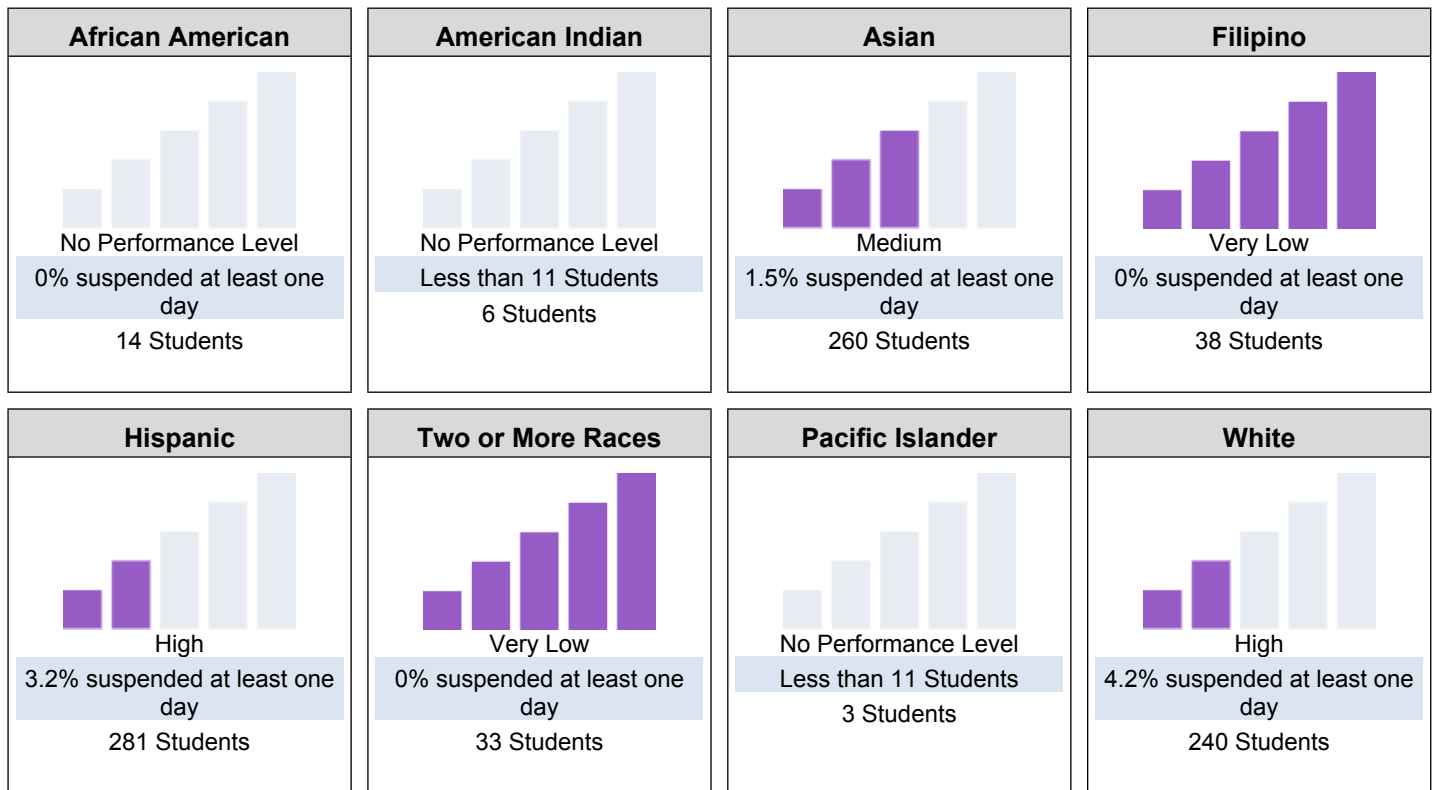 African American
No Performance Level
0% suspended at least one
day
14 Students
American Indian
No Performance Level
Less than 11 Students
6 Students
Asian
Medium
1.5% suspended at least one
day
260 Students
Filipino
Very Low
0% suspended at least one
day
38 Students
Hispanic
High
3.2% suspended at least one
day
281 Students
Two or More Races
Very Low
0% suspended at least one
day
33 Students
Pacific Islander
No Performance Level
Less than 11 Students
3 Students
White
High
4.2% suspended at least one
day
240 Students